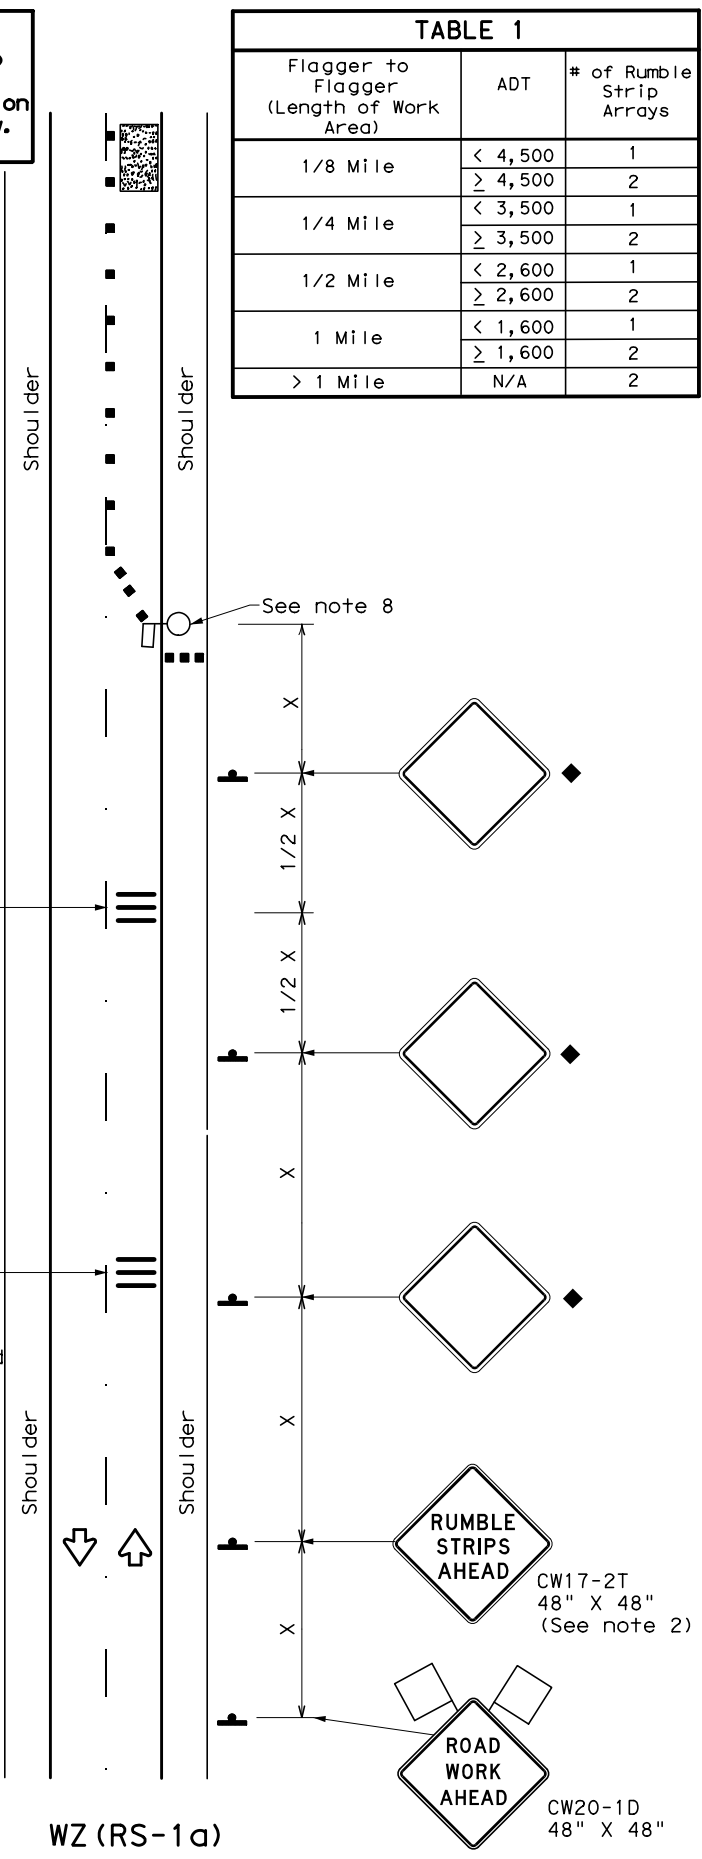 on
TABLE 1
Flagger to Flagger (Length of Work Area) ADT # of Rumble Strip Arrays
1/8 Mile < 4,500 1
≥ 4,500 2
1/4 Mile < 3,500 1
≥ 3,500 2
1/2 Mile < 2,600 1
≥ 2,600 2
1 Mile < 1,600 1
≥ 1,600 2
> 1 Mile N/A 2
Shoulder
Shoulder
See note 8
X
1/2 X
1/2 X
X
X
Shoulder
Shoulder
RUMBLE
STRIPS
AHEAD
CW17-2T
48" X 48"
(See note 2)
X
ROAD
WORK
AHEAD
CW20-1D
48" X 48"
WZ(RS-1a)